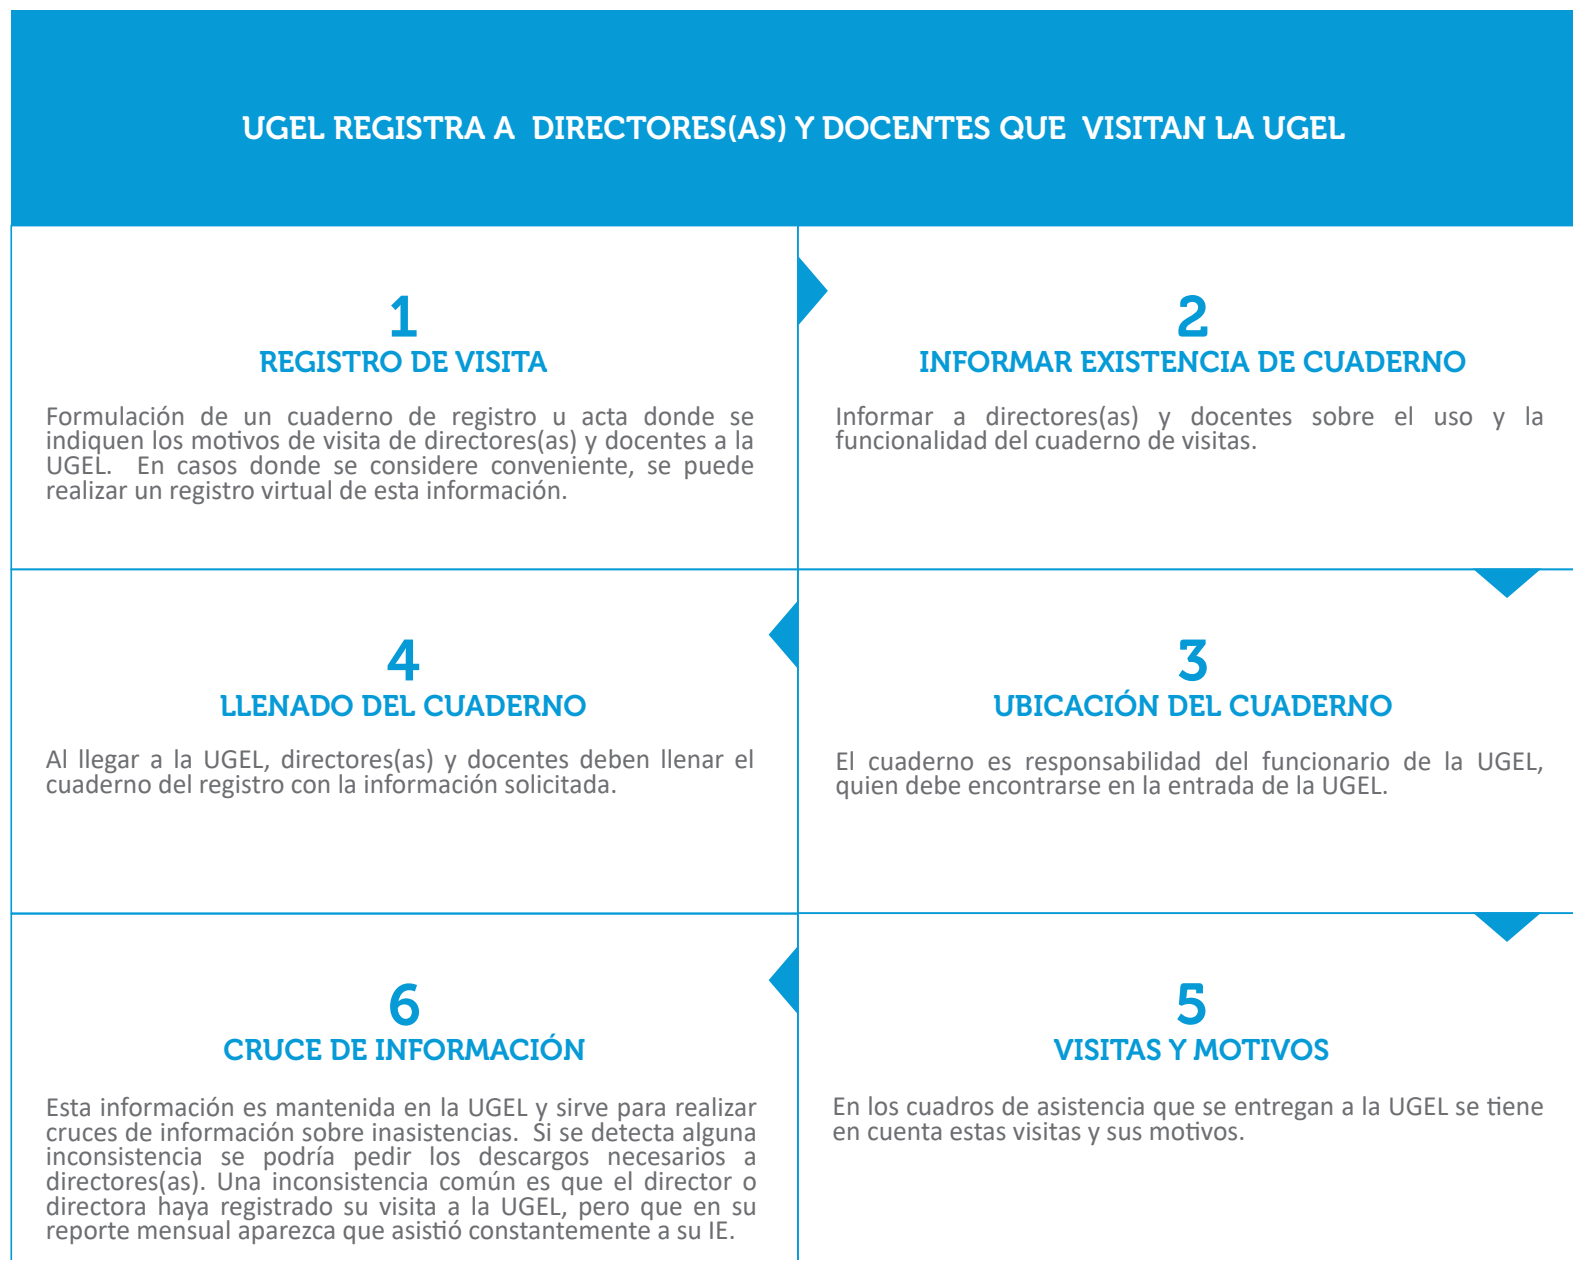 UGEL REGISTRA A DIRECTORES(AS) Y DOCENTES QUE VISITAN LA UGEL
1
REGISTRO DE VISITA
Formulación de un cuaderno de registro u acta donde se
indiquen los motivos de visita de directores(as) y docentes a la
UGEL. En casos donde se considere conveniente, se puede
realizar un registro virtual de esta información.
2
INFORMAR EXISTENCIA DE CUADERNO
Informar a directores(as) y docentes sobre el uso y la
funcionalidad del cuaderno de visitas.
3
UBICACIÓN DEL CUADERNO
El cuaderno es responsabilidad del funcionario de la UGEL,
quien debe encontrarse en la entrada de la UGEL.
4
LLENADO DEL CUADERNO
Al llegar a la UGEL, directores(as) y docentes deben llenar el
cuaderno del registro con la información solicitada.
5
VISITAS Y MOTIVOS
En los cuadros de asistencia que se entregan a la UGEL se tiene
en cuenta estas visitas y sus motivos.
6
CRUCE DE INFORMACIÓN
Esta información es mantenida en la UGEL y sirve para realizar
cruces de información sobre inasistencias. Si se detecta alguna
inconsistencia se podría pedir los descargos necesarios a
directores(as). Una inconsistencia común es que el director o
directora haya registrado su visita a la UGEL, pero que en su
reporte mensual aparezca que asistió constantemente a su IE.